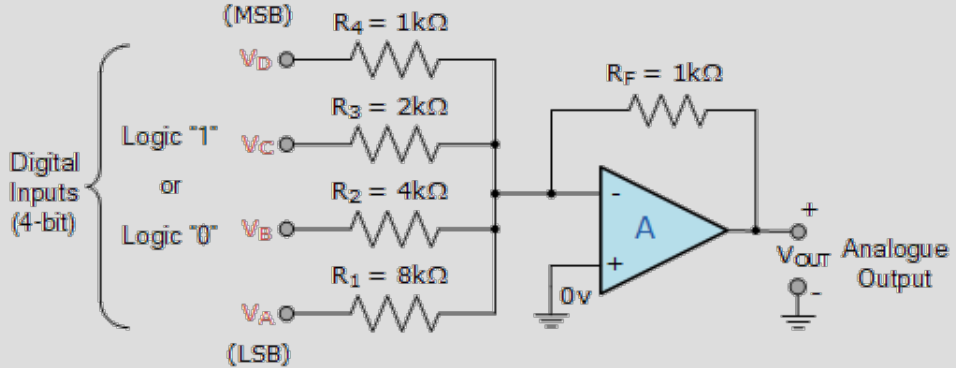 (MSB)
R4 = 1kΩ
VD
RF = 1kΩ
R3 = 2kΩ
Logic "1"
VC
Digital
Inputs
(4-bit)
or
R2 = 4kΩ
Logic "0"
VB
-
A
+
+
VOUT
Analogue
Output
-
R1 = 8kΩ
0v
VA
(LSB)